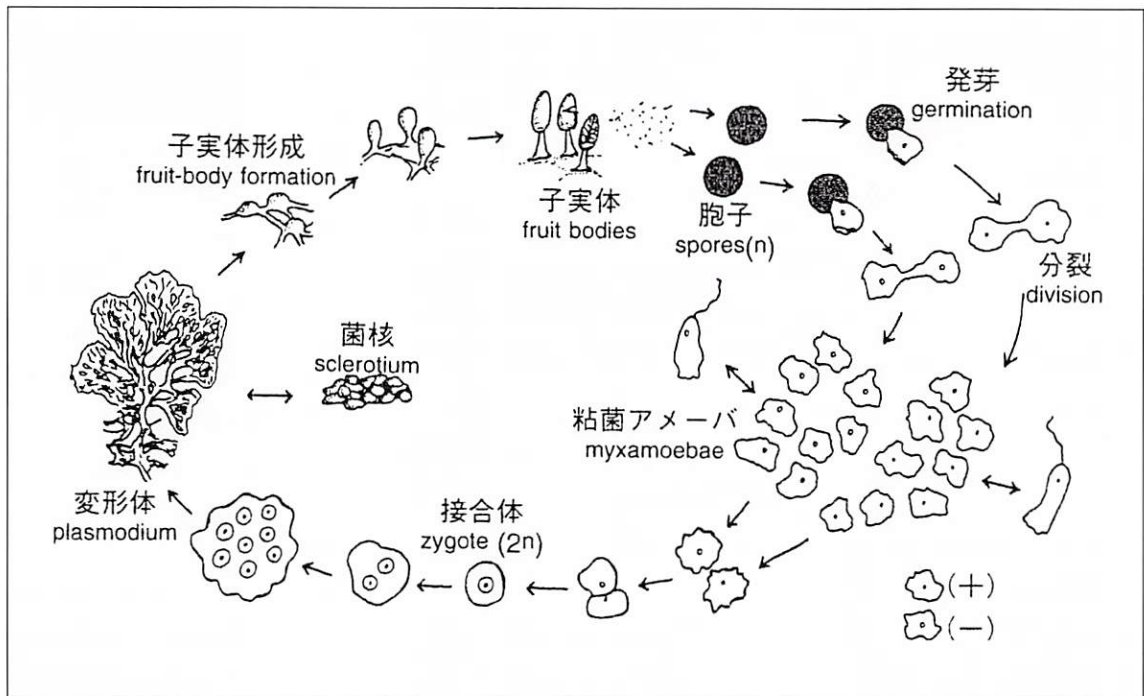 発芽
germination
子実体形成
fruit-body formation
子実体
fruit bodies
胞子
spores(n)
分裂
division
菌核
sclerotium
粘菌アメーバ
myxamoebae
変形体
plasmodium
接合体
zygote (2n)
(+)
(−)